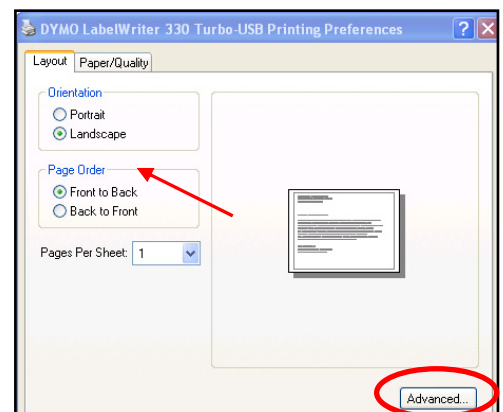 DYMO LabelWriter 330 Turbo-USB Printing Preferences
Layout Paper/Quality
Orientation
Portrait
Landscape
Page Order
Front to Back
Back to Front
Pages Per Sheet: 1
Advanced...